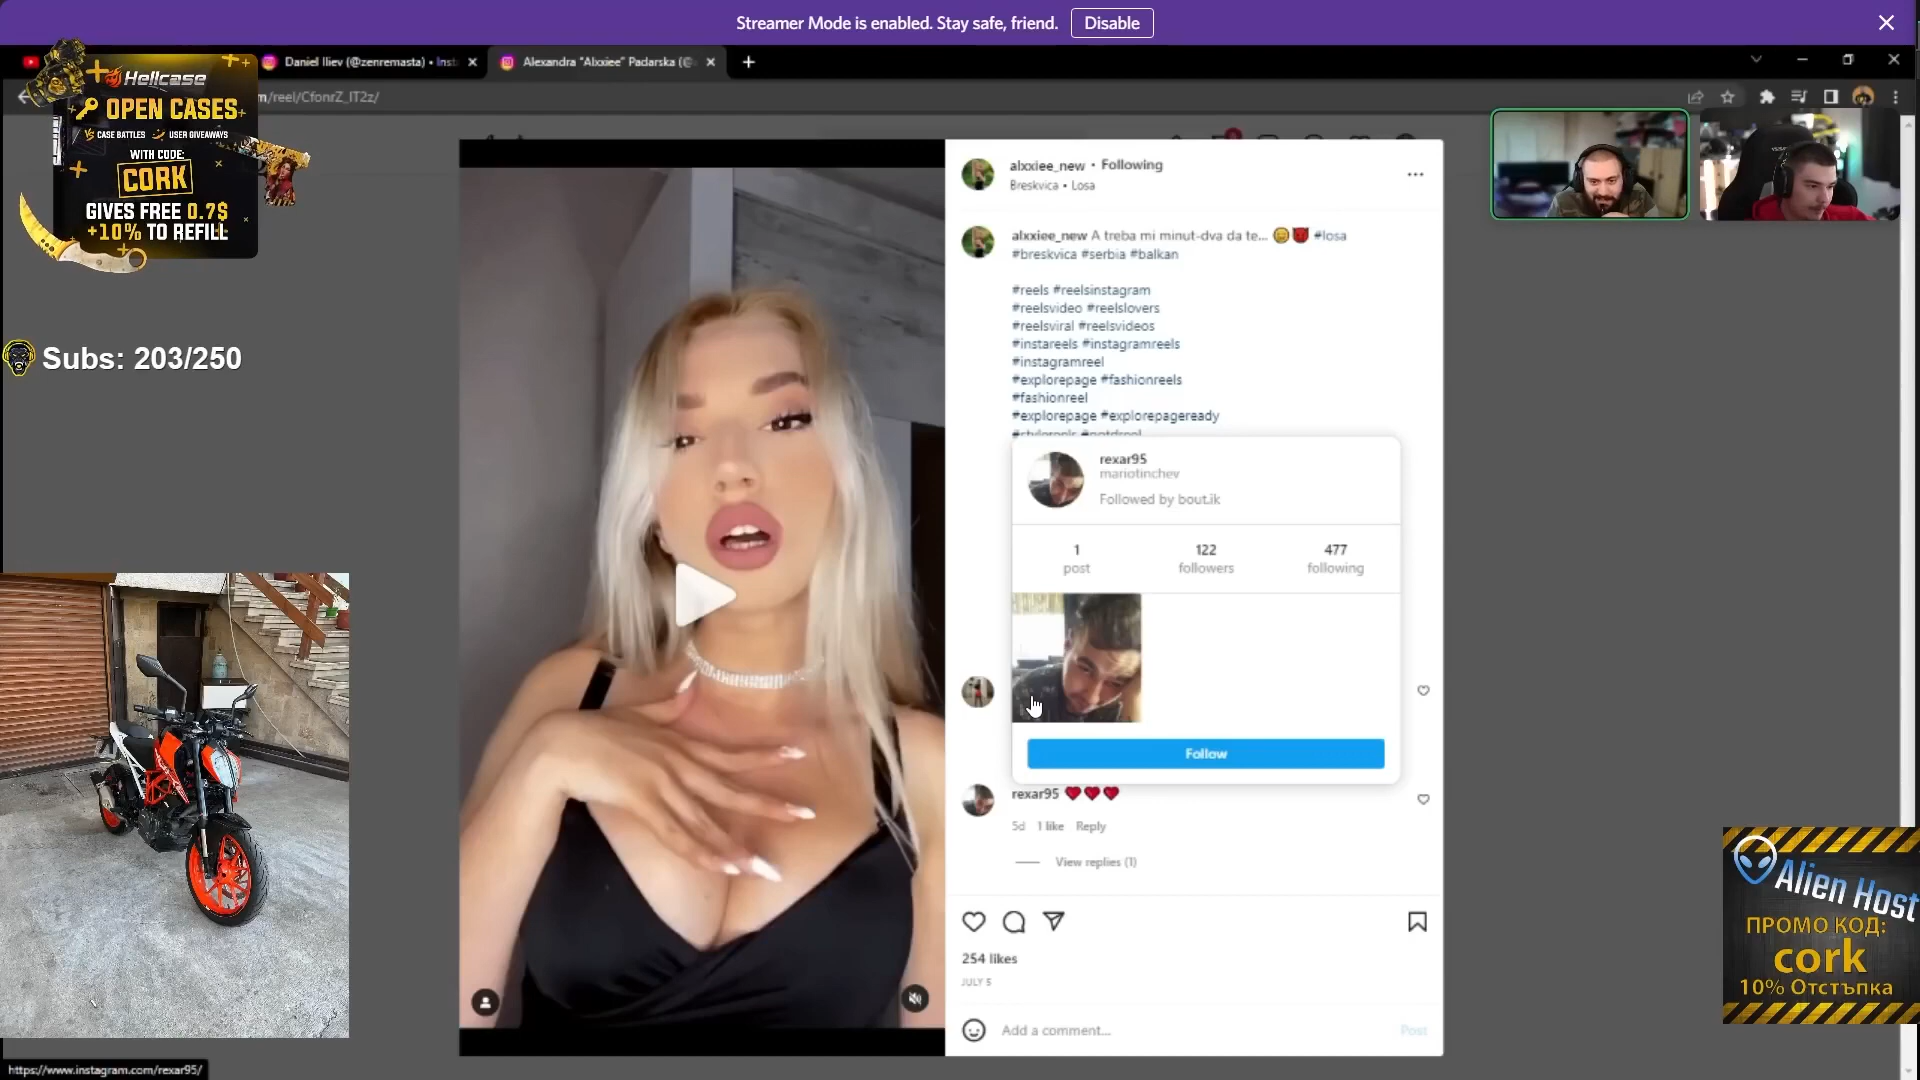 Streamer Mode is enabled. Stay safe, friend.
Disable
Daniel Iliev (@zenremasta) • Inst
Alexandra "Alxxiee" Padarska (@
m/reel/CfonrZ_IT2z/
Hellcase
OPEN CASES
VS CASE BATTLES
USER GIVEAWAYS
WITH CODE:
CORK
GIVES FREE 0.7$
+10% TO REFILL
Subs: 203/250
alxxiee_new • Following
Breskvica • Losa
alxxiee_new A treba mi minut-dva da te... #losa
#breskvica #serbia #balkan
#reels #reelsinstagram
#reelsvideo #reelslovers
#reelsviral #reelsvideos
#instareels #instagramreels
#instagramreel
#explorepage #fashionreels
#fashionreel
#explorepage #explorepageready
rexar95
mariotinchev
Followed by bout.ik
1
post
122
followers
477
following
Follow
rexar95
5d 1 like Reply
View replies (1)
254 likes
JULY 5
Add a comment...
Post
Alien Host
ПРОМО КОД:
cork
10% Отстъпка
https://www.instagram.com/rexar95/